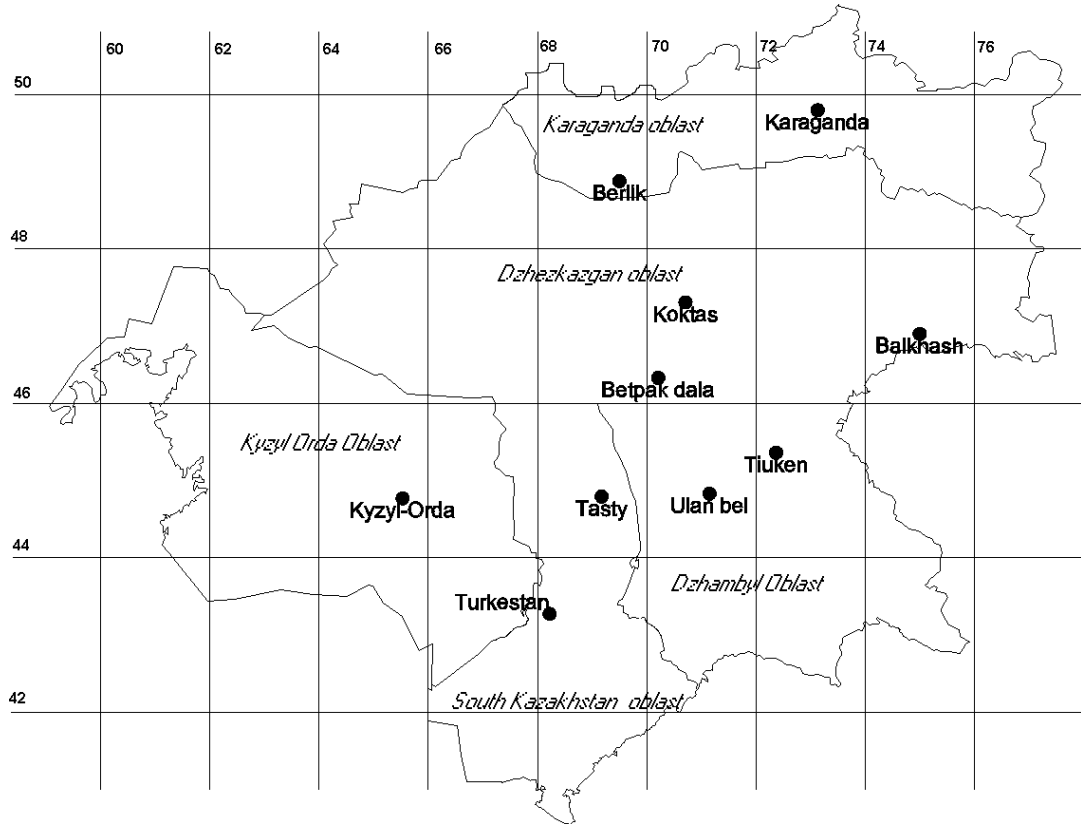 60 62 64 66 68 70 72 74 76
50
Karaganda oblast
Karaganda
Berlik
48
Dzhezkazgan oblast
Koktas
Balkhash
Betpak dala
46
Kyzyl Orda Oblast
Tiuken
Kyzyl-Orda
Tasty
Ulan bel
44
Dzhambyl Oblast
Turkestan
South Kazakhstan oblast
42